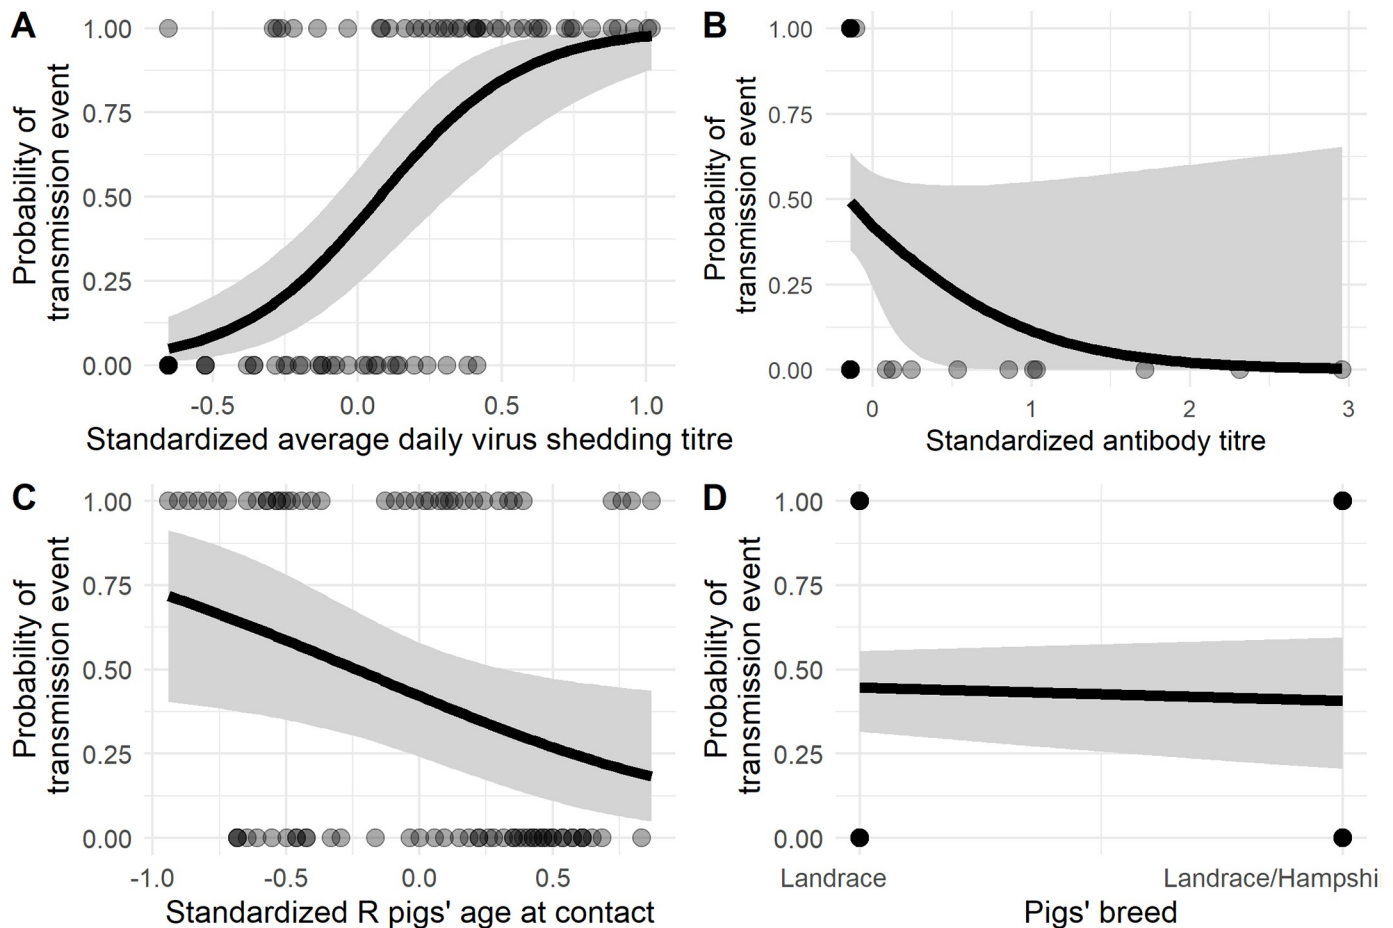 A
Probability of
transmission event
1.00
0.75
0.50
0.25
0.00
-0.5
0.0
0.5
1.0
Standardized average daily virus shedding titre
B
Probability of
transmission event
1.00
0.75
0.50
0.25
0.00
0
1
2
3
Standardized antibody titre
C
Probability of
transmission event
1.00
0.75
0.50
0.25
0.00
-1.0
-0.5
0.0
0.5
Standardized R pigs' age at contact
D
Probability of
transmission event
1.00
0.75
0.50
0.25
0.00
Landrace
Landrace/Hampshi
Pigs' breed